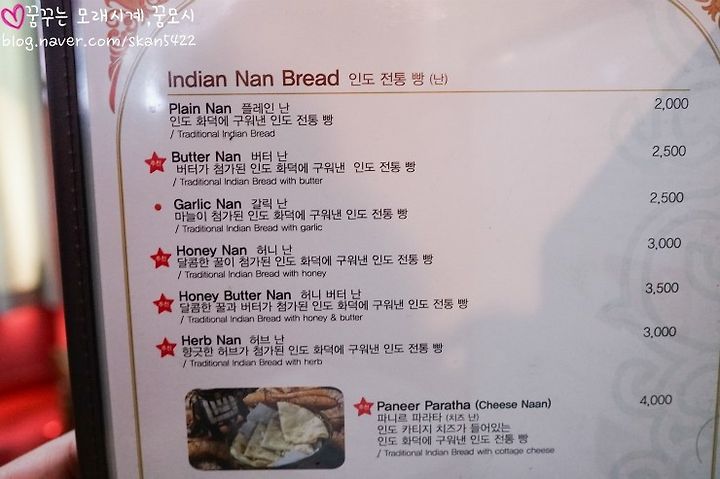 ♡꿈꾸는 모래시계,꿈모시
blog.naver.com/skan5422
Indian Nan Bread 인도 전통 빵 (난)
Plain Nan 플레인 난 2,000
인도 화덕에 구워낸 인도 전통 빵
/ Traditional Indian Bread
추천 Butter Nan 버터 난 2,500
버터가 첨가된 인도 화덕에 구워낸 인도 전통 빵
/ Traditional Indian Bread with butter
Garlic Nan 갈릭 난 2,500
마늘이 첨가된 인도 화덕에 구워낸 인도 전통 빵
/ Traditional Indian Bread with garlic
추천 Honey Nan 허니 난 3,000
달콤한 꿀이 첨가된 인도 화덕에 구워낸 인도 전통 빵
/ Traditional Indian Bread with honey
추천 Honey Butter Nan 허니 버터 난 3,500
달콤한 꿀과 버터가 첨가된 인도 화덕에 구워낸 인도 전통 빵
/ Traditional Indian Bread with honey & butter
추천 Herb Nan 허브 난 3,000
향긋한 허브가 첨가된 인도 화덕에 구워낸 인도 전통 빵
/ Traditional Indian Bread with herb
추천 Paneer Paratha (Cheese Naan) 4,000
파니르 파라타 (치즈 난)
인도 카티지 치즈가 들어있는
인도 화덕에 구워낸 인도 전통 빵
/ Traditional Indian Bread with cottage cheese